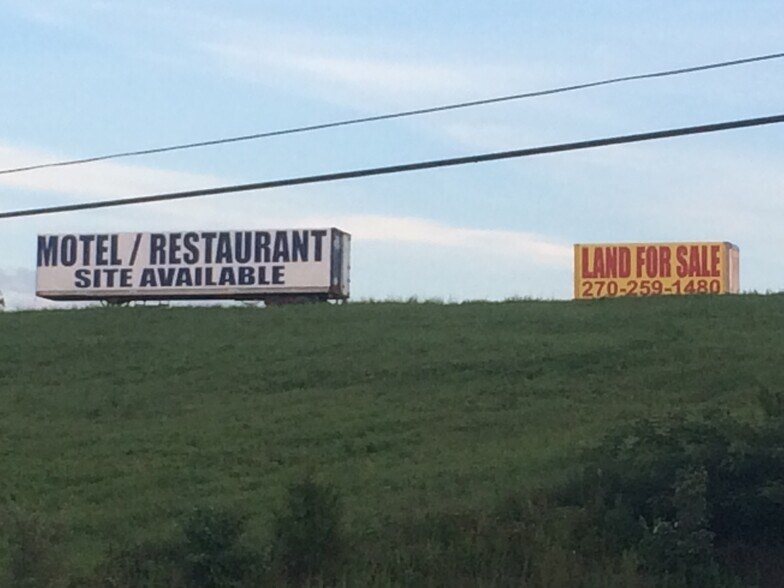 MOTEL / RESTAURANT
SITE AVAILABLE
LAND FOR SALE
270-259-1480